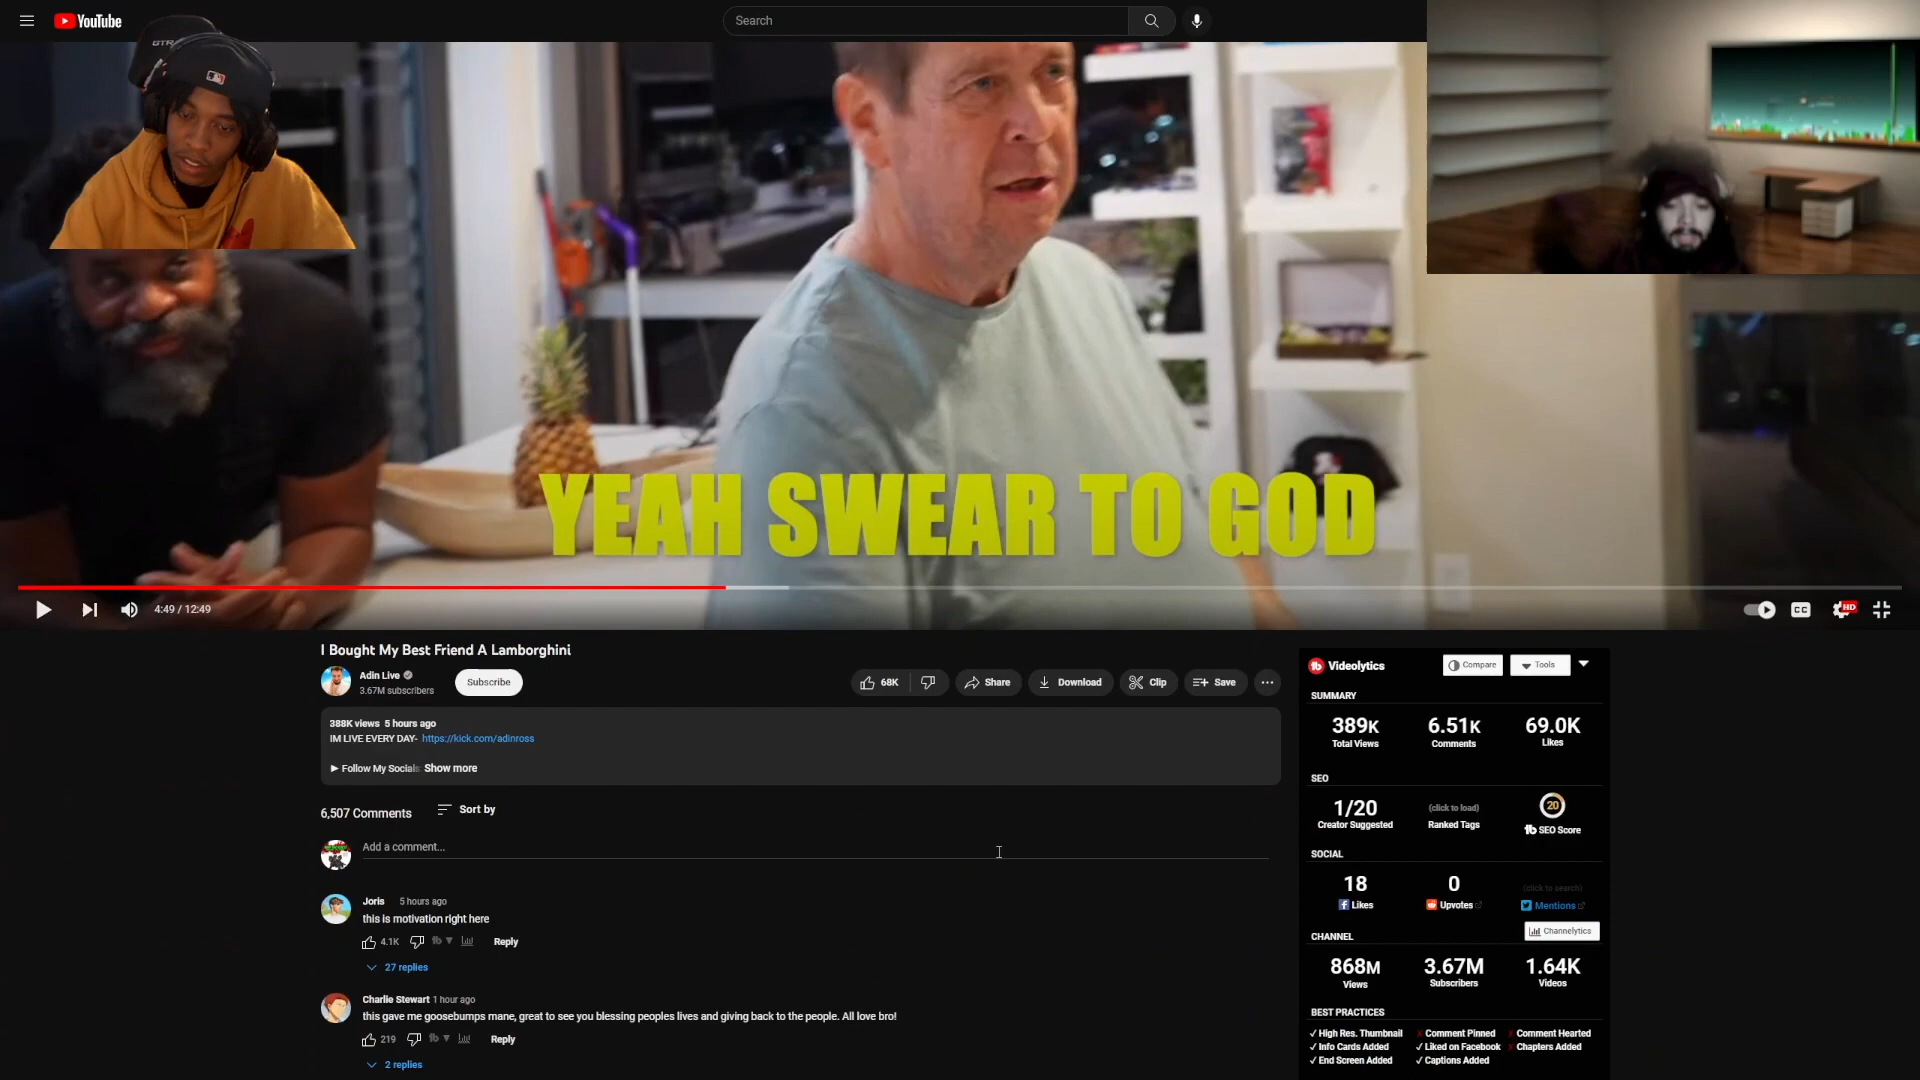 YouTube
Search
GTR
YEAH SWEAR TO GOD
4:49 / 12:49
CC
HD
I Bought My Best Friend A Lamborghini
Adin Live
3.67M subscribers
Subscribe
68K
Share
Download
Clip
Save
388K views 5 hours ago
IM LIVE EVERY DAY- https://kick.com/adinross
► Follow My Socials Show more
6,507 Comments
Sort by
Add a comment...
Joris 5 hours ago
this is motivation right here
4.1K
Reply
27 replies
Charlie Stewart 1 hour ago
this gave me goosebumps mane, great to see you blessing peoples lives and giving back to the people. All love bro!
219
Reply
2 replies
Videolytics
Compare
Tools
SUMMARY
389K 6.51K 69.0K
Total Views Comments Likes
SEO
1/20 (click to load) 20
Creator Suggested Ranked Tags SEO Score
SOCIAL
18 0 (click to search)
Likes Upvotes Mentions
CHANNEL
Channelytics
868M 3.67M 1.64K
Views Subscribers Videos
BEST PRACTICES
✓ High Res. Thumbnail x Comment Pinned x Comment Hearted
✓ Info Cards Added ✓ Liked on Facebook x Chapters Added
✓ End Screen Added ✓ Captions Added